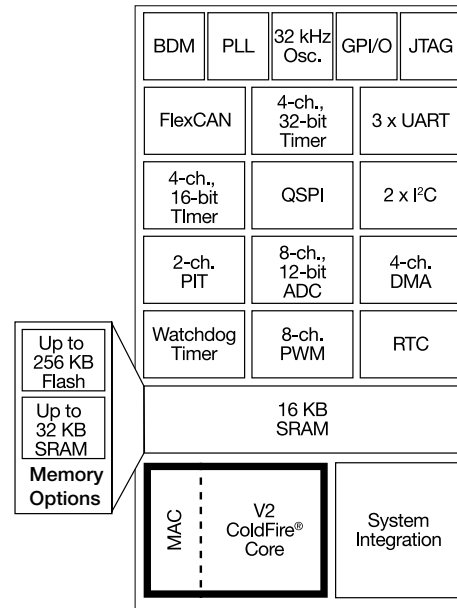 BDM
PLL
32 kHz
Osc.
GPI/O
JTAG
FlexCAN
4-ch.,
32-bit
Timer
3 x UART
4-ch.,
16-bit
TImer
QSPI
2 x I²C
2-ch.
PIT
8-ch.,
12-bit
ADC
4-ch.
DMA
Watchdog
Timer
8-ch.
PWM
RTC
Up to
256 KB
Flash
Up to
32 KB
SRAM
Memory
Options
16 KB
SRAM
MAC
V2
ColdFire®
Core
System
Integration